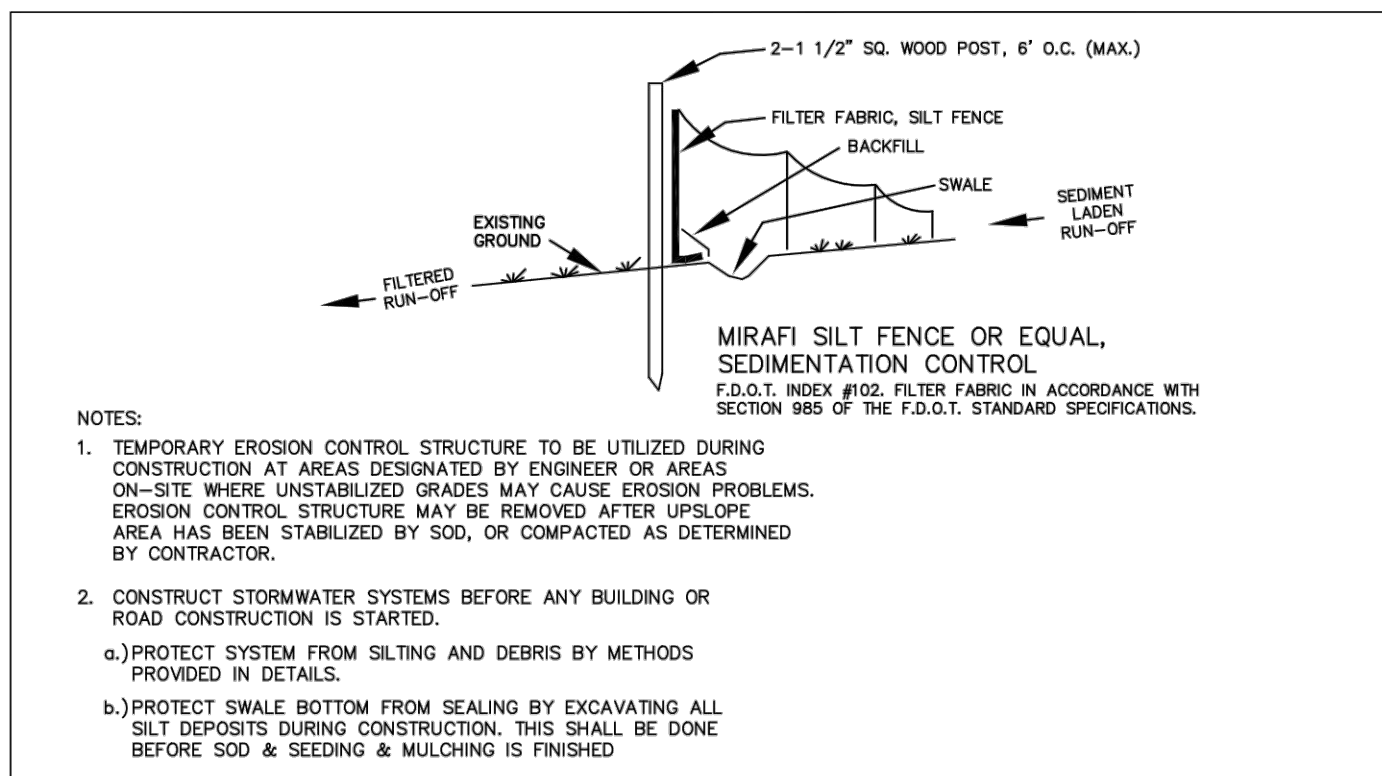 2-1 1/2" SQ. WOOD POST, 6' O.C. (MAX.)
FILTER FABRIC, SILT FENCE
BACKFILL
SWALE
SEDIMENT
LADEN
RUN-OFF
EXISTING
GROUND
FILTERED
RUN-OFF
MIRAFI SILT FENCE OR EQUAL,
SEDIMENTATION CONTROL
F.D.O.T. INDEX #102. FILTER FABRIC IN ACCORDANCE WITH
SECTION 985 OF THE F.D.O.T. STANDARD SPECIFICATIONS.
NOTES:
1. TEMPORARY EROSION CONTROL STRUCTURE TO BE UTILIZED DURING
CONSTRUCTION AT AREAS DESIGNATED BY ENGINEER OR AREAS
ON-SITE WHERE UNSTABILIZED GRADES MAY CAUSE EROSION PROBLEMS.
EROSION CONTROL STRUCTURE MAY BE REMOVED AFTER UPSLOPE
AREA HAS BEEN STABILIZED BY SOD, OR COMPACTED AS DETERMINED
BY CONTRACTOR.
2. CONSTRUCT STORMWATER SYSTEMS BEFORE ANY BUILDING OR
ROAD CONSTRUCTION IS STARTED.
a.)PROTECT SYSTEM FROM SILTING AND DEBRIS BY METHODS
PROVIDED IN DETAILS.
b.)PROTECT SWALE BOTTOM FROM SEALING BY EXCAVATING ALL
SILT DEPOSITS DURING CONSTRUCTION. THIS SHALL BE DONE
BEFORE SOD & SEEDING & MULCHING IS FINISHED